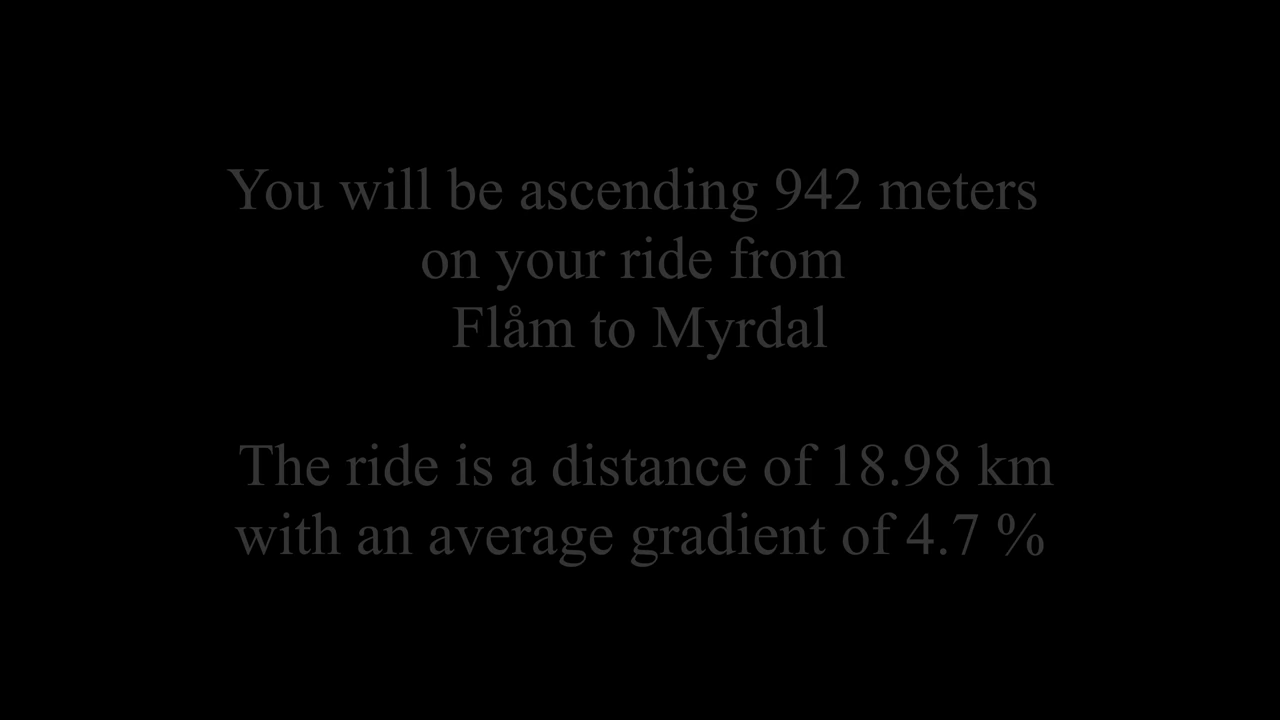 You will be ascending 942 meters
on your ride from
Flåm to Myrdal
The ride is a distance of 18.98 km
with an average gradient of 4.7 %